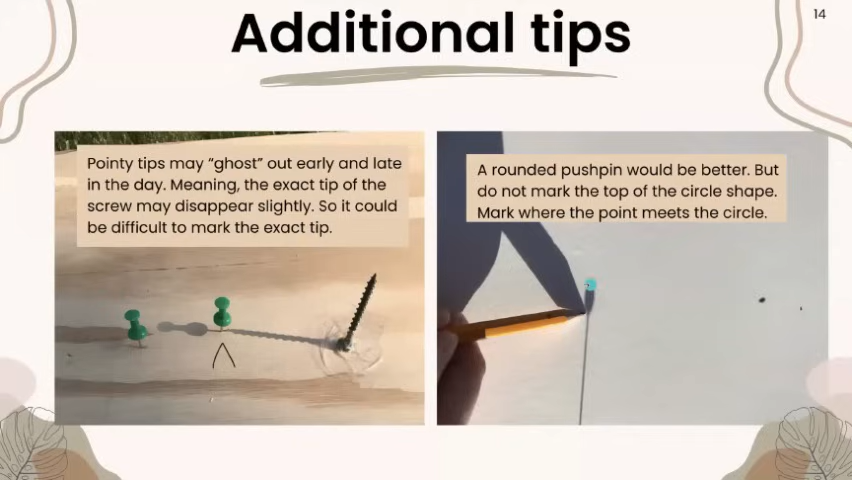 14
Additional tips
Pointy tips may “ghost” out early and late
in the day. Meaning, the exact tip of the
screw may disappear slightly. So it could
be difficult to mark the exact tip.
A rounded pushpin would be better. But
do not mark the top of the circle shape.
Mark where the point meets the circle.